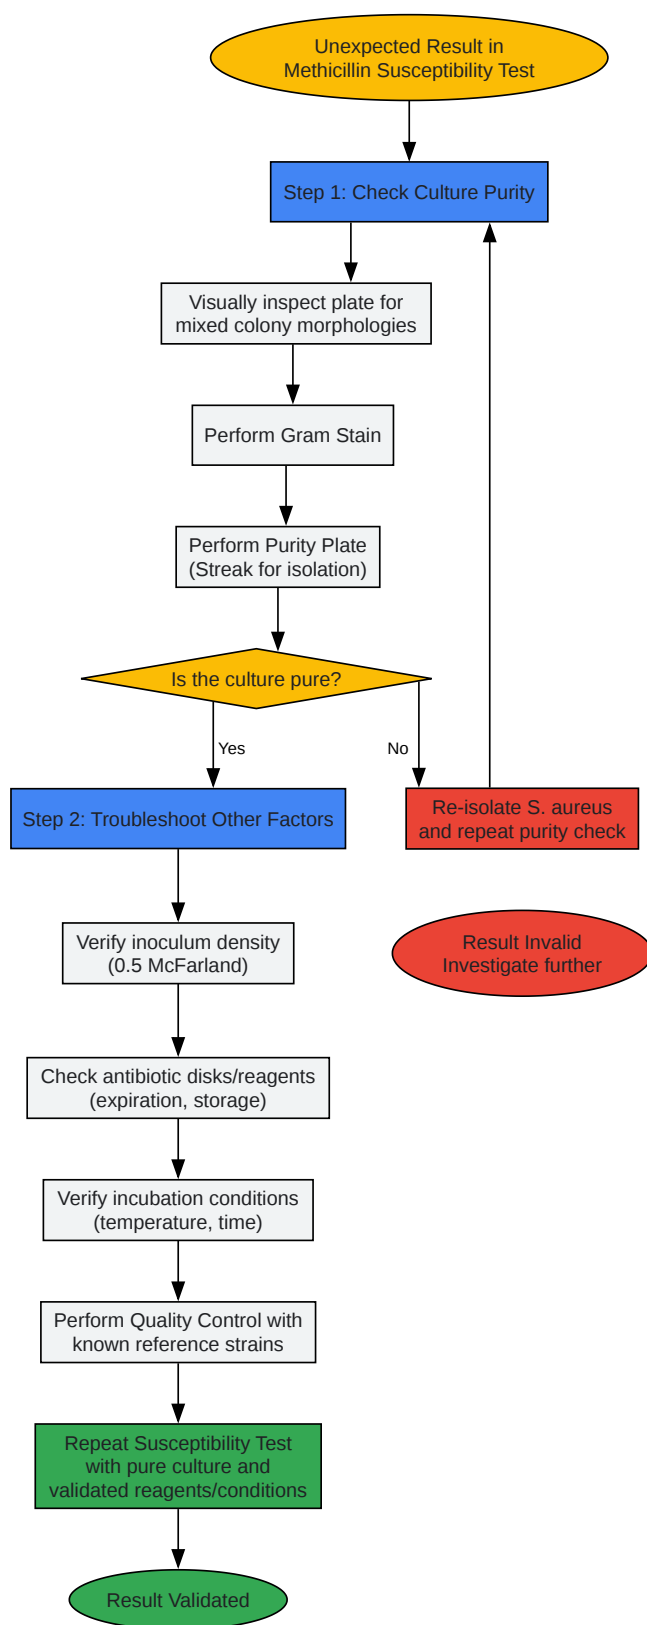 Unexpected Result in
Methicillin Susceptibility Test
Step 1: Check Culture Purity
Visually inspect plate for
mixed colony morphologies
Perform Gram Stain
Perform Purity Plate
(Streak for isolation)
Is the culture pure?
Yes
No
Step 2: Troubleshoot Other Factors
Re-isolate S. aureus
and repeat purity check
Verify inoculum density
(0.5 McFarland)
Result Invalid
Investigate further
Check antibiotic disks/reagents
(expiration, storage)
Verify incubation conditions
(temperature, time)
Perform Quality Control with
known reference strains
Repeat Susceptibility Test
with pure culture and
validated reagents/conditions
Result Validated